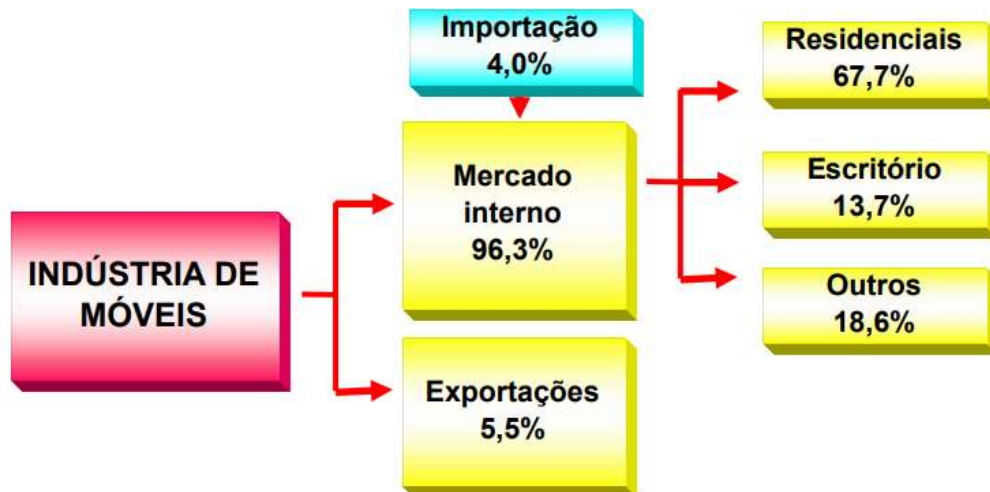 Importação
4,0%
Residenciais
67,7%
Mercado
interno
96,3%
Escritório
13,7%
INDÚSTRIA DE
MÓVEIS
Outros
18,6%
Exportações
5,5%